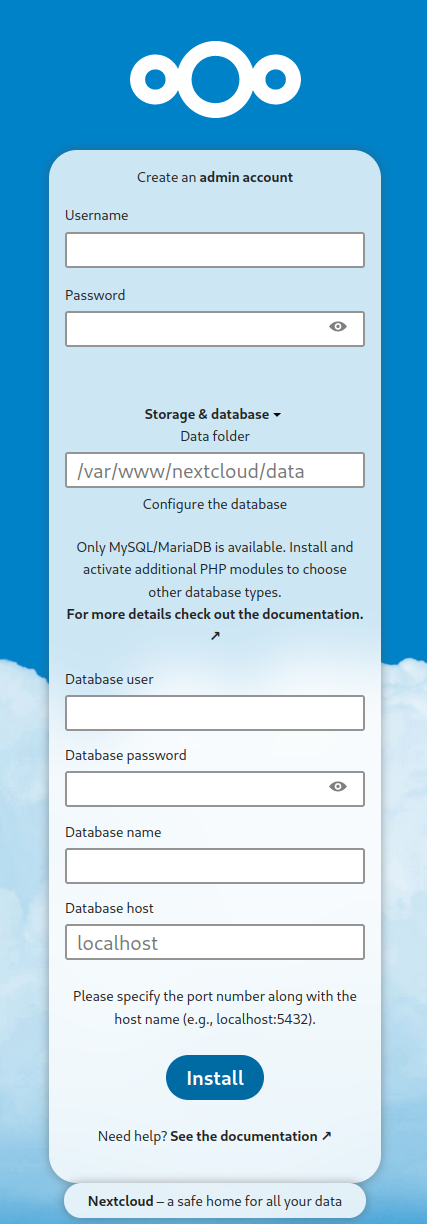 Create an admin account
Username
Password
Storage & database
Data folder
/var/www/nextcloud/data
Configure the database
Only MySQL/MariaDB is available. Install and
activate additional PHP modules to choose
other database types.
For more details check out the documentation.
↗
Database user
Database password
Database name
Database host
localhost
Please specify the port number along with the
host name (e.g., localhost:5432).
Install
Need help? See the documentation ↗
Nextcloud – a safe home for all your data